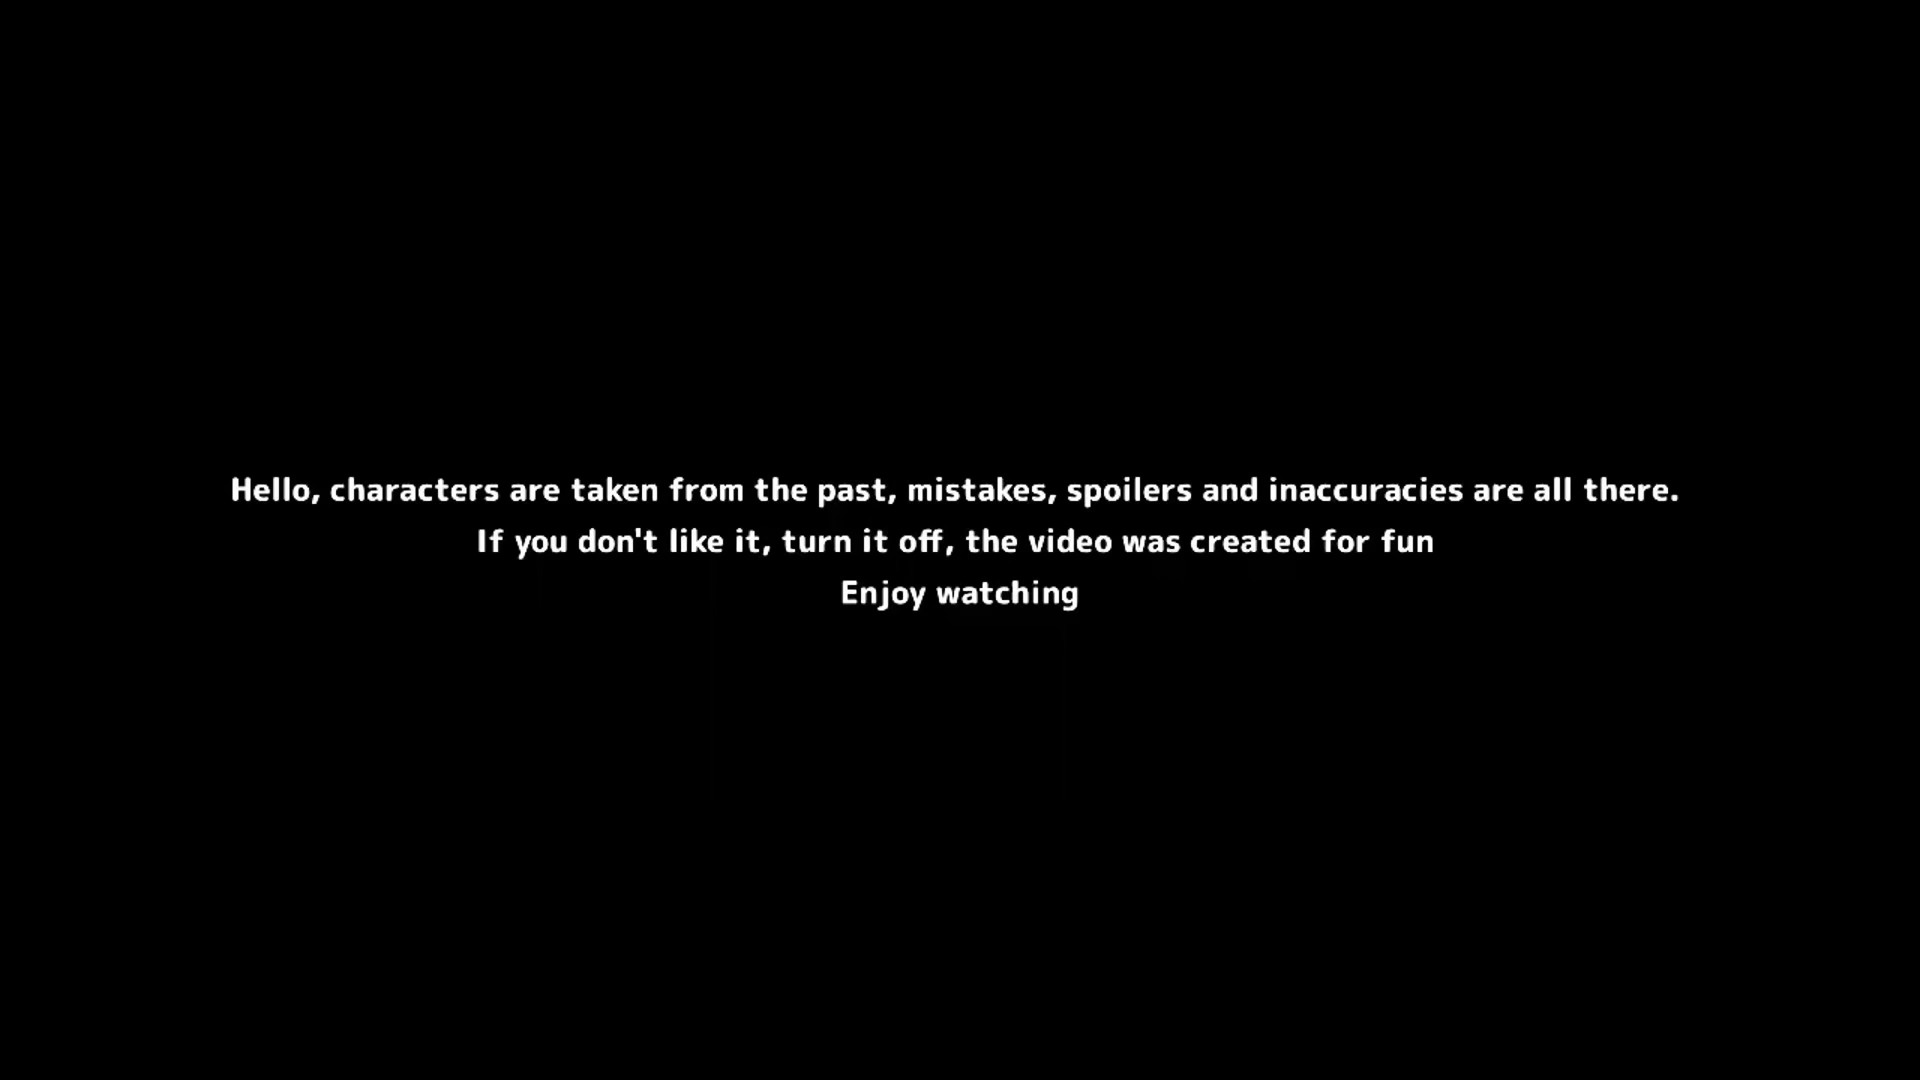 Hello, characters are taken from the past, mistakes, spoilers and inaccuracies are all there.
If you don't like it, turn it off, the video was created for fun
Enjoy watching